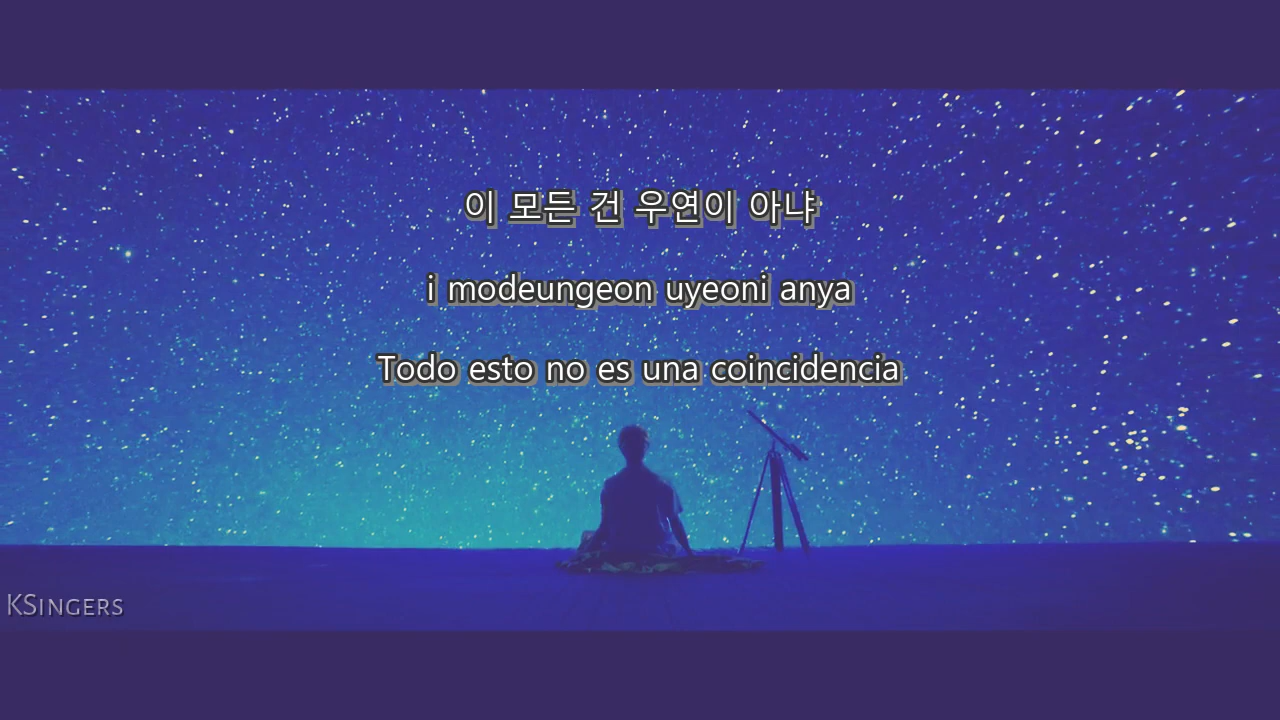 이 모든 건 우연이 아냐
i modeungeon uyeoni anya
Todo esto no es una coincidencia
KSINGERS